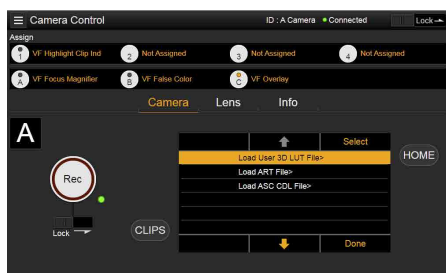 Camera Control
ID : A Camera Connected Lock
Assign
1 VF Highlight Clip Ind 2 Not Assigned 3 Not Assigned 4 Not Assigned
A VF Focus Magnifier B VF False Color C VF Overlay
Camera Lens Info
A
Select
Load User 3D LUT File>
HOME
Load ART File>
Rec
Load ASC CDL File>
Lock
CLIPS
Done